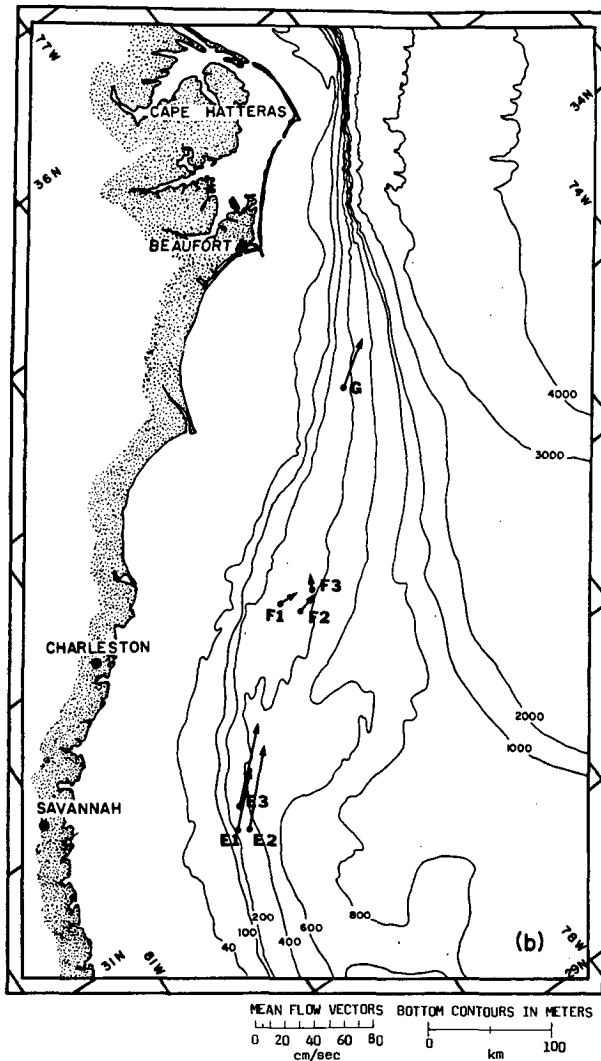 77W
34N
CAPE HATTERAS
36N
74W
BEAUFORT
G
4000
3000
F3
F1
F2
CHARLESTON
2000
1000
E3
SAVANNAH
E1
E2
800
600
200
100
400
40
(b)
78W
31N
81W
29N
MEAN FLOW VECTORS
0 20 40 60 80
cm/sec
BOTTOM CONTOURS IN METERS
0 100
km